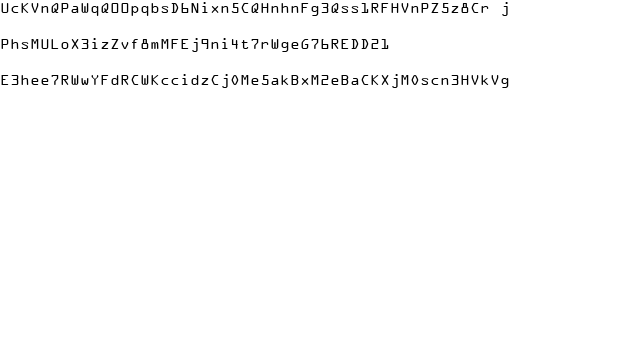 UcKVnQPaWqQOOpqbsD6Nixn5CQHnhnFg3Qss1RFHVnPZ5z8Cr j
PhsMULoX3izZvf8mMFEj9ni4t7rWgeG76REDD21
E3hee7RWwYFdRCWKccidzCj0Me5akBxM2eBaCKXjM0scn3HVkVg